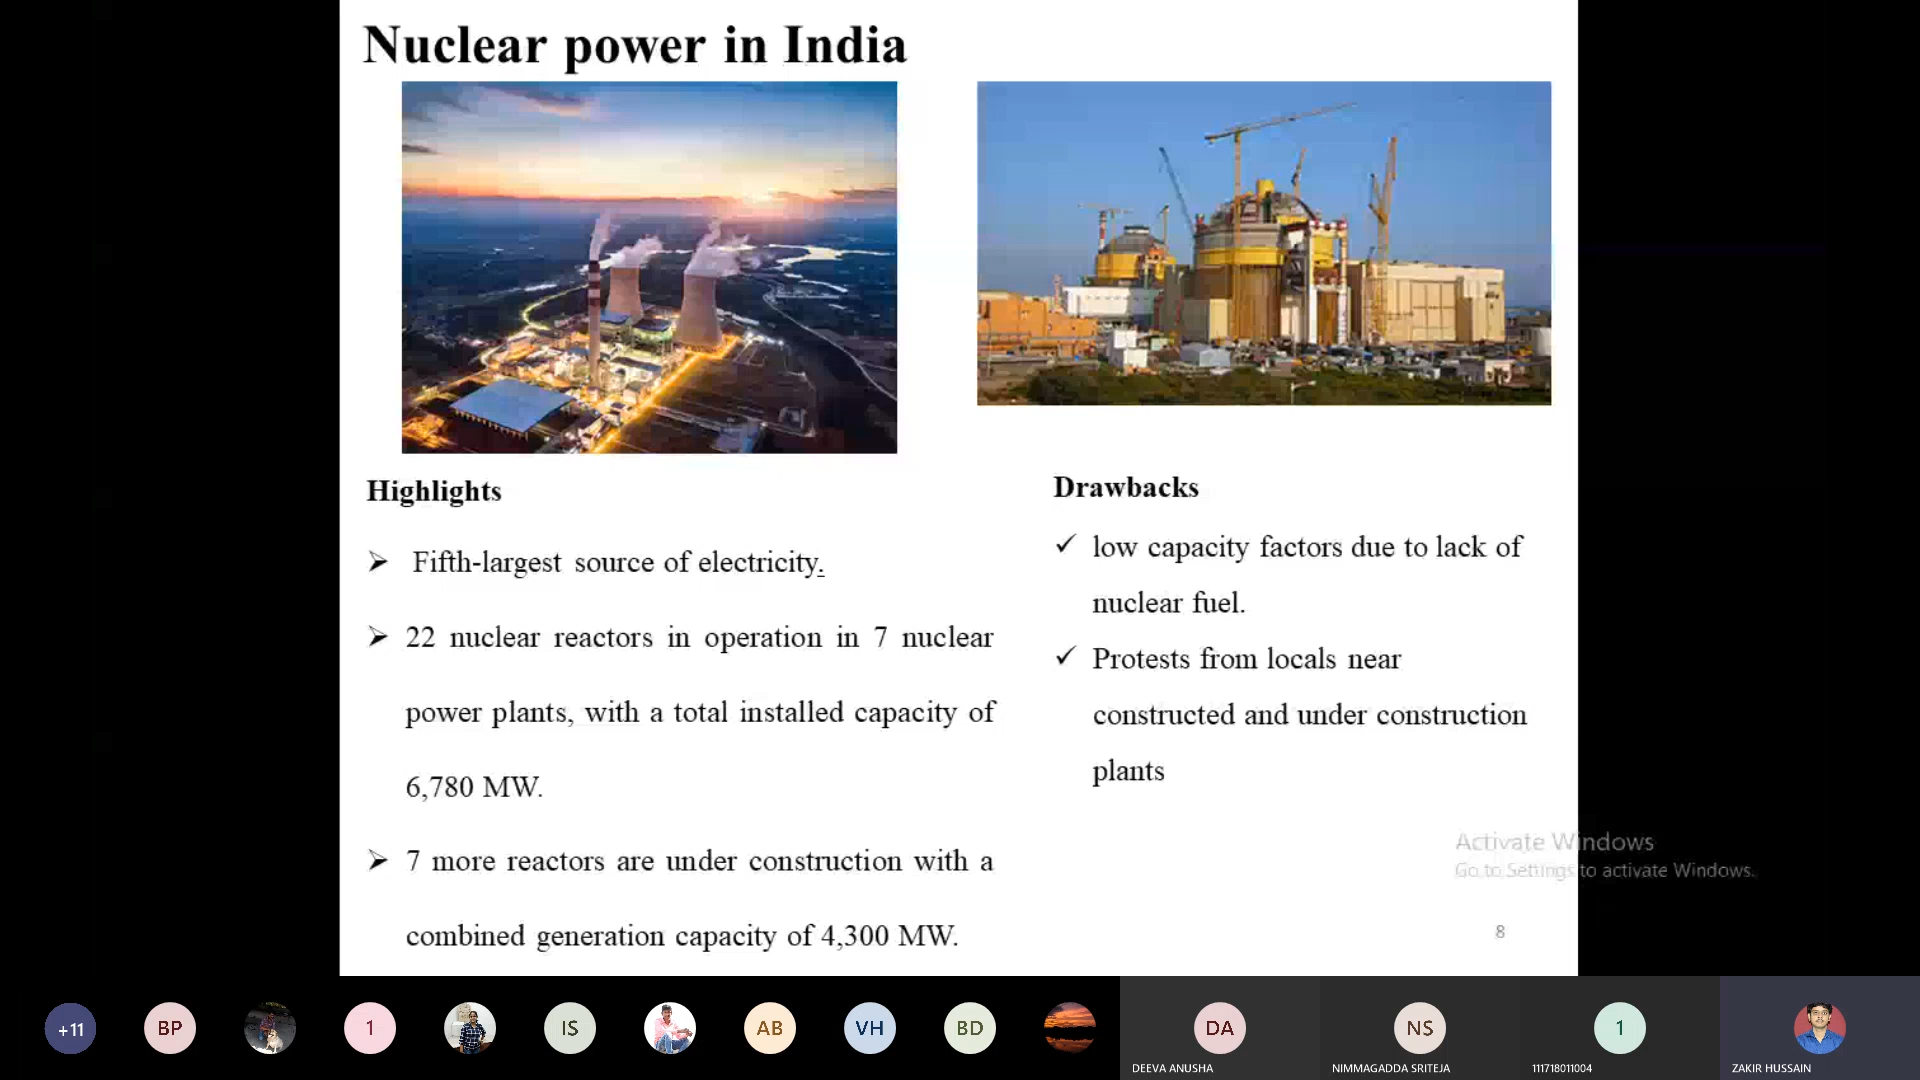 Nuclear power in India
Highlights
➢ Fifth-largest source of electricity.
➢ 22 nuclear reactors in operation in 7 nuclear
power plants, with a total installed capacity of
6,780 MW.
➢ 7 more reactors are under construction with a
combined generation capacity of 4,300 MW.
Drawbacks
✓ low capacity factors due to lack of
nuclear fuel.
✓ Protests from locals near
constructed and under construction
plants
Activate Windows
Go to Settings to activate Windows.
8
+11
BP
1
IS
AB
VH
BD
DA
DEEVA ANUSHA
NS
NIMMAGADDA SRITEJA
1
111718011004
ZAKIR HUSSAIN